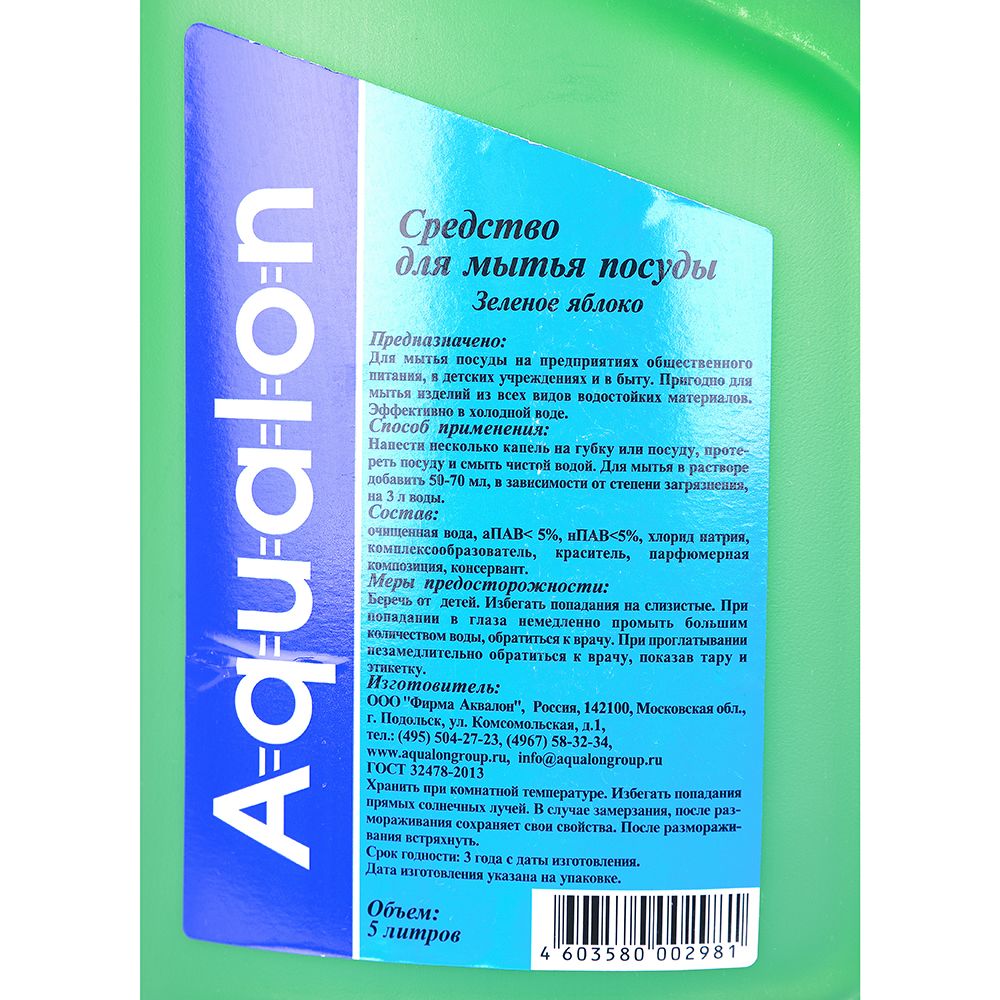 A=q=u=a=l=o=n
Средство
для мытья посуды
Зеленое яблоко
Предназначено:
Для мытья посуды на предприятиях общественного
питания, в детских учреждениях и в быту. Пригодно для
мытья изделий из всех видов водостойких материалов.
Эффективно в холодной воде.
Способ применения:
Нанести несколько капель на губку или посуду, проте-
реть посуду и смыть чистой водой. Для мытья в растворе
добавить 50-70 мл, в зависимости от степени загрязнения,
на 3 л воды.
Состав:
очищенная вода, аПАВ< 5%, нПАВ<5%, хлорид натрия,
комплексообразователь, краситель, парфюмерная
композиция, консервант.
Меры предосторожности:
Беречь от детей. Избегать попадания на слизистые. При
попадании в глаза немедленно промыть большим
количеством воды, обратиться к врачу. При проглатывании
незамедлительно обратиться к врачу, показав тару и
этикетку.
Изготовитель:
ООО "Фирма Аквалон", Россия, 142100, Московская обл.,
г. Подольск, ул. Комсомольская, д.1,
тел.: (495) 504-27-23, (4967) 58-32-34,
www.aqualongroup.ru, info@aqualongroup.ru
ГОСТ 32478-2013
Хранить при комнатной температуре. Избегать попадания
прямых солнечных лучей. В случае замерзания, после раз-
мораживания сохраняет свои свойства. После разморажи-
вания встряхнуть.
Срок годности: 3 года с даты изготовления.
Дата изготовления указана на упаковке.
Объем:
5 литров
4 603580 002981